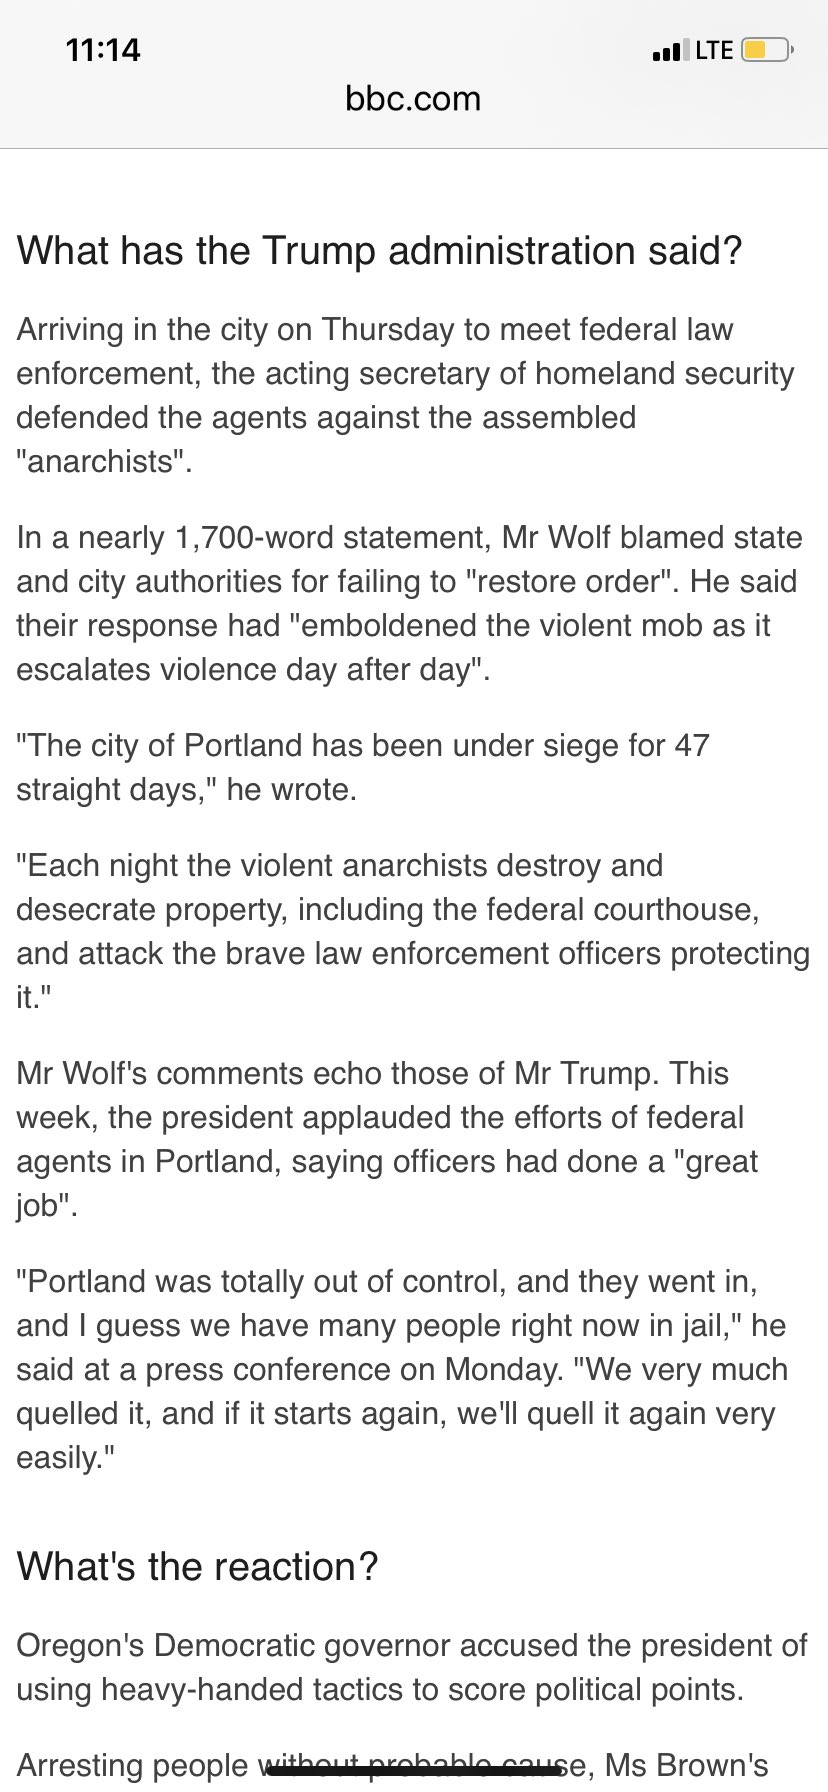 11:14
LTE
bbc.com
What has the Trump administration said?
Arriving in the city on Thursday to meet federal law
enforcement, the acting secretary of homeland security
defended the agents against the assembled
"anarchists".
In a nearly 1,700-word statement, Mr Wolf blamed state
and city authorities for failing to "restore order". He said
their response had "emboldened the violent mob as it
escalates violence day after day".
"The city of Portland has been under siege for 47
straight days," he wrote.
"Each night the violent anarchists destroy and
desecrate property, including the federal courthouse,
and attack the brave law enforcement officers protecting
it."
Mr Wolf's comments echo those of Mr Trump. This
week, the president applauded the efforts of federal
agents in Portland, saying officers had done a "great
job".
"Portland was totally out of control, and they went in,
and I guess we have many people right now in jail," he
said at a press conference on Monday. "We very much
quelled it, and if it starts again, we'll quell it again very
easily."
What's the reaction?
Oregon's Democratic governor accused the president of
using heavy-handed tactics to score political points.
Arresting people without probable cause, Ms Brown's